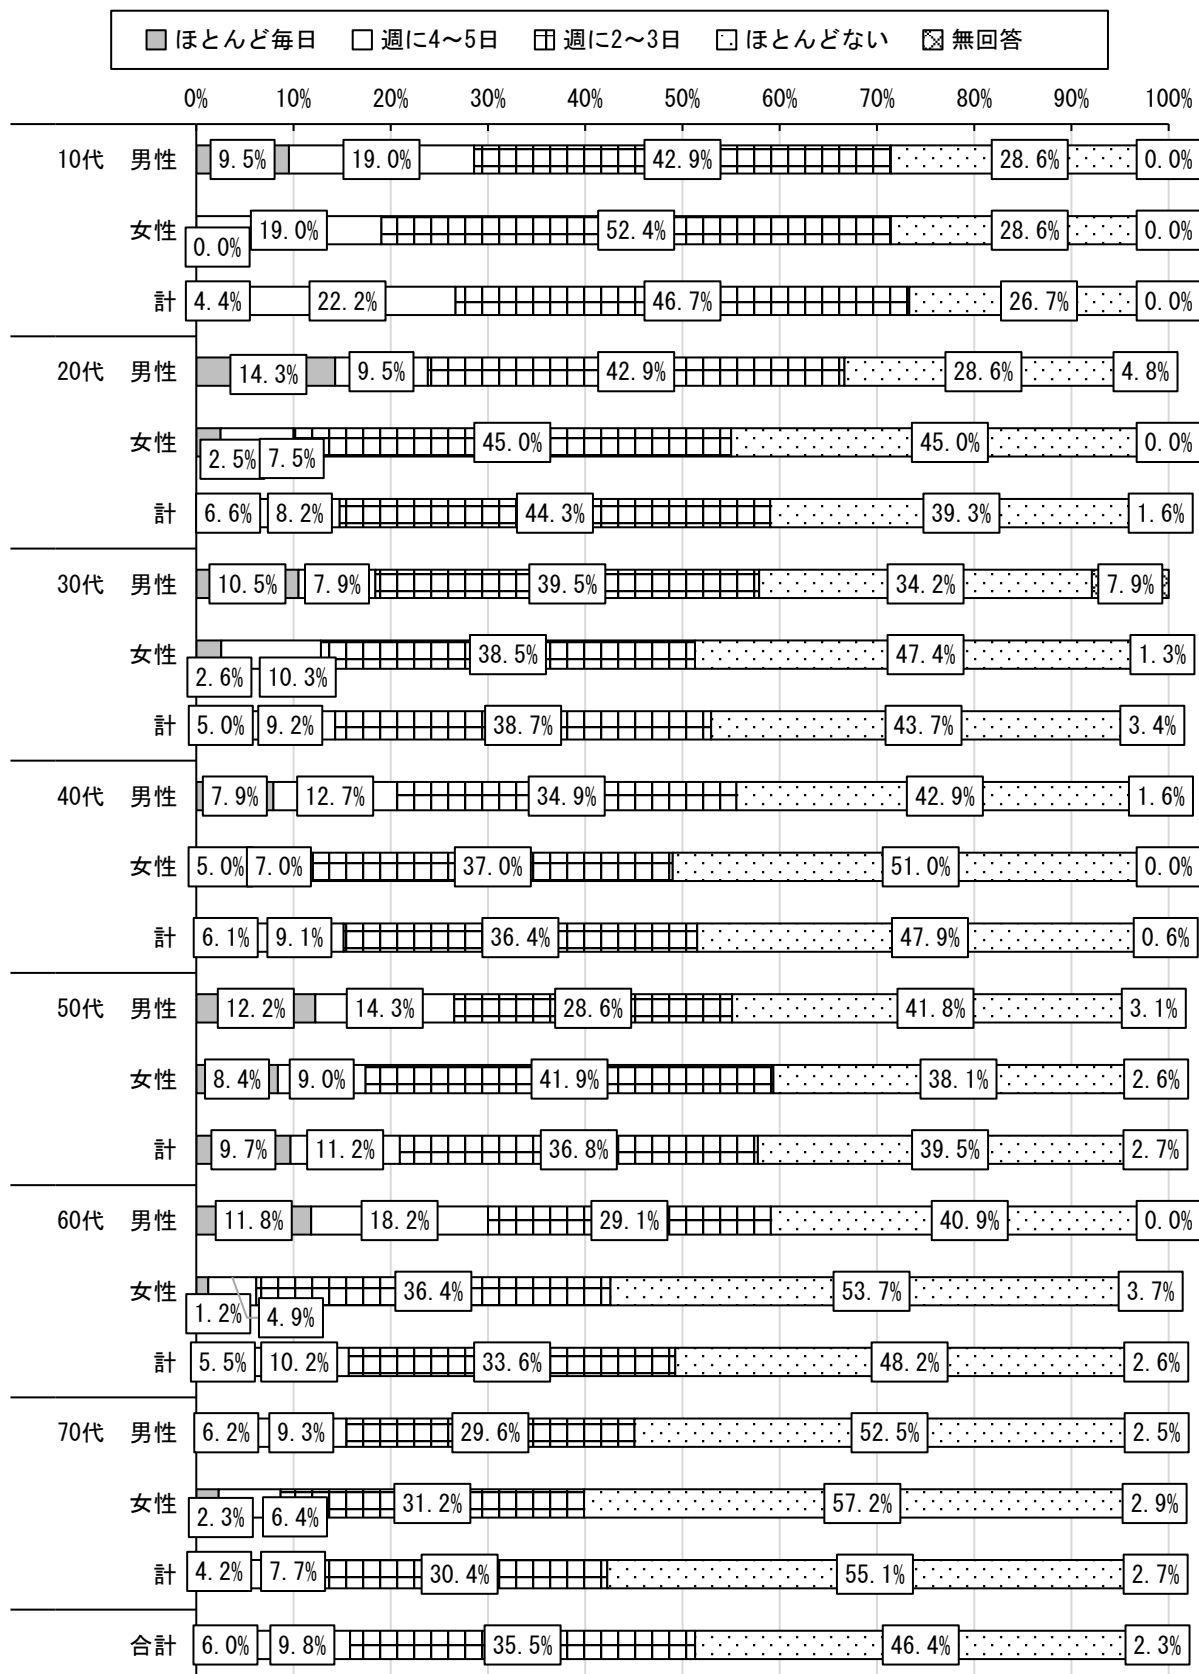 ほとんど毎日 週に4～5日 週に2～3日 ほとんどない 無回答
0% 10% 20% 30% 40% 50% 60% 70% 80% 90% 100%
10代 男性 9.5% 19.0% 42.9% 28.6% 0.0%
女性 0.0% 19.0% 52.4% 28.6% 0.0%
計 4.4% 22.2% 46.7% 26.7% 0.0%
20代 男性 14.3% 9.5% 42.9% 28.6% 4.8%
女性 2.5% 7.5% 45.0% 45.0% 0.0%
計 6.6% 8.2% 44.3% 39.3% 1.6%
30代 男性 10.5% 7.9% 39.5% 34.2% 7.9%
女性 2.6% 10.3% 38.5% 47.4% 1.3%
計 5.0% 9.2% 38.7% 43.7% 3.4%
40代 男性 7.9% 12.7% 34.9% 42.9% 1.6%
女性 5.0% 7.0% 37.0% 51.0% 0.0%
計 6.1% 9.1% 36.4% 47.9% 0.6%
50代 男性 12.2% 14.3% 28.6% 41.8% 3.1%
女性 8.4% 9.0% 41.9% 38.1% 2.6%
計 9.7% 11.2% 36.8% 39.5% 2.7%
60代 男性 11.8% 18.2% 29.1% 40.9% 0.0%
女性 1.2% 4.9% 36.4% 53.7% 3.7%
計 5.5% 10.2% 33.6% 48.2% 2.6%
70代 男性 6.2% 9.3% 29.6% 52.5% 2.5%
女性 2.3% 6.4% 31.2% 57.2% 2.9%
計 4.2% 7.7% 30.4% 55.1% 2.7%
合計 6.0% 9.8% 35.5% 46.4% 2.3%